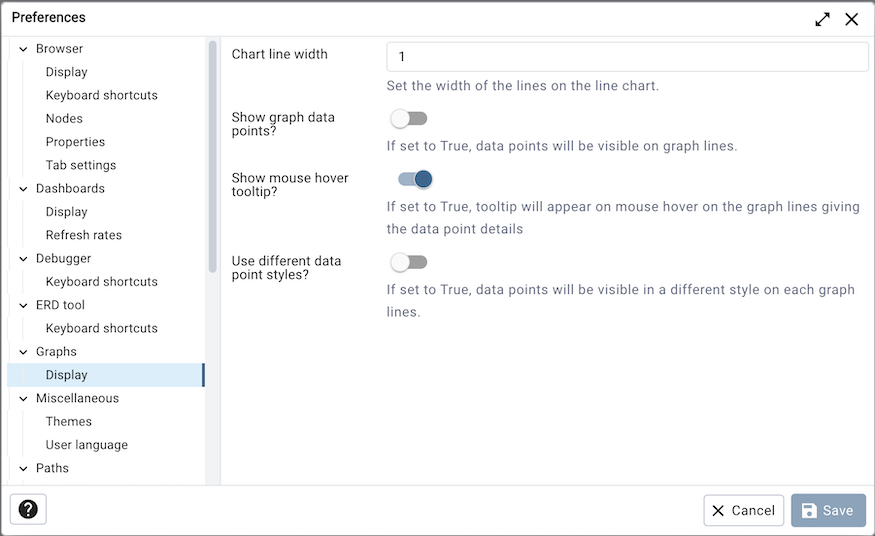 Preferences
Browser
Display
Keyboard shortcuts
Nodes
Properties
Tab settings
Dashboards
Display
Refresh rates
Debugger
Keyboard shortcuts
ERD tool
Keyboard shortcuts
Graphs
Display
Miscellaneous
Themes
User language
Paths
Chart line width
1
Set the width of the lines on the line chart.
Show graph data
points?
If set to True, data points will be visible on graph lines.
Show mouse hover
tooltip?
If set to True, tooltip will appear on mouse hover on the graph lines giving
the data point details
Use different data
point styles?
If set to True, data points will be visible in a different style on each graph
lines.
Cancel
Save